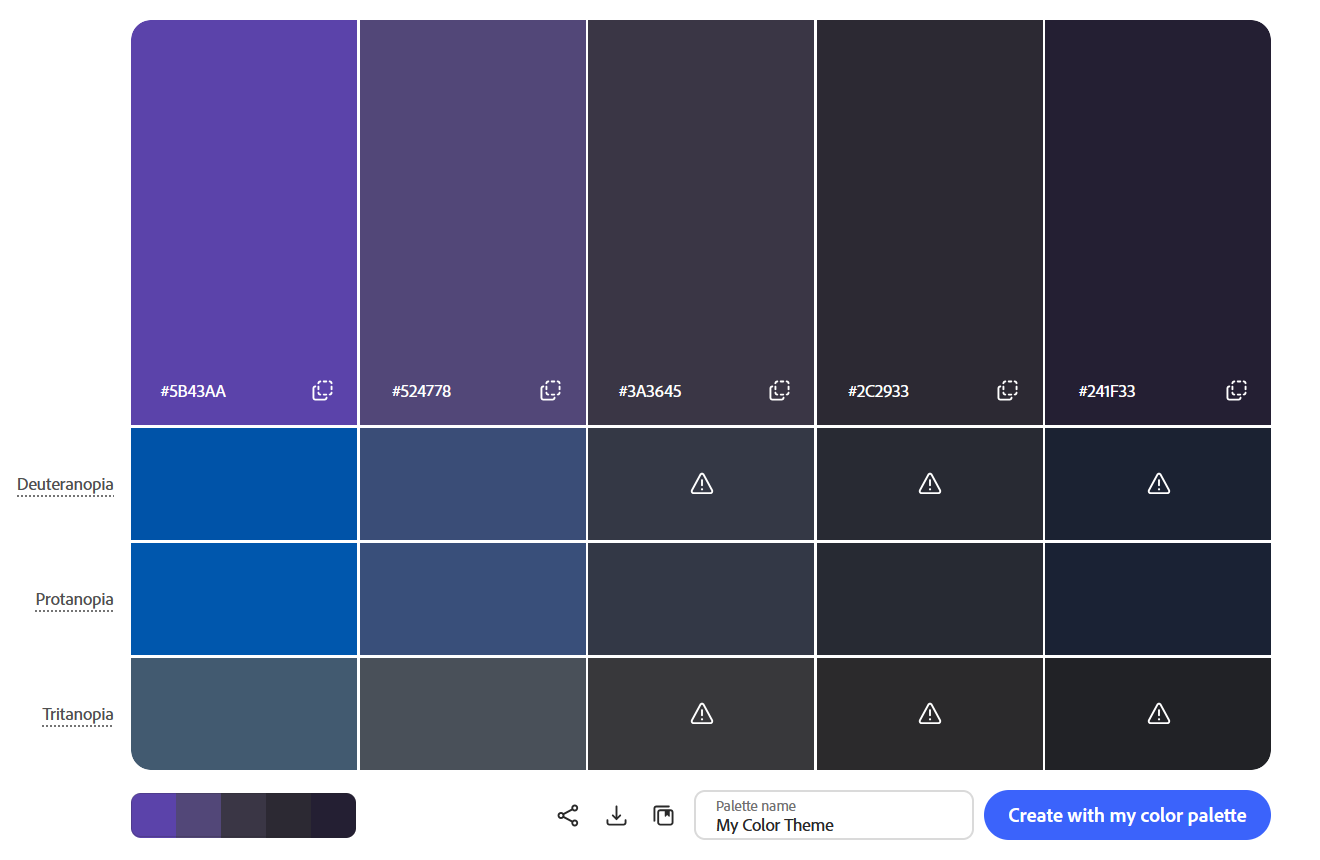 #5B43AA
#524778
#3A3645
#2C2933
#241F33
Deuteranopia
Protanopia
Tritanopia
Palette name
My Color Theme
Create with my color palette